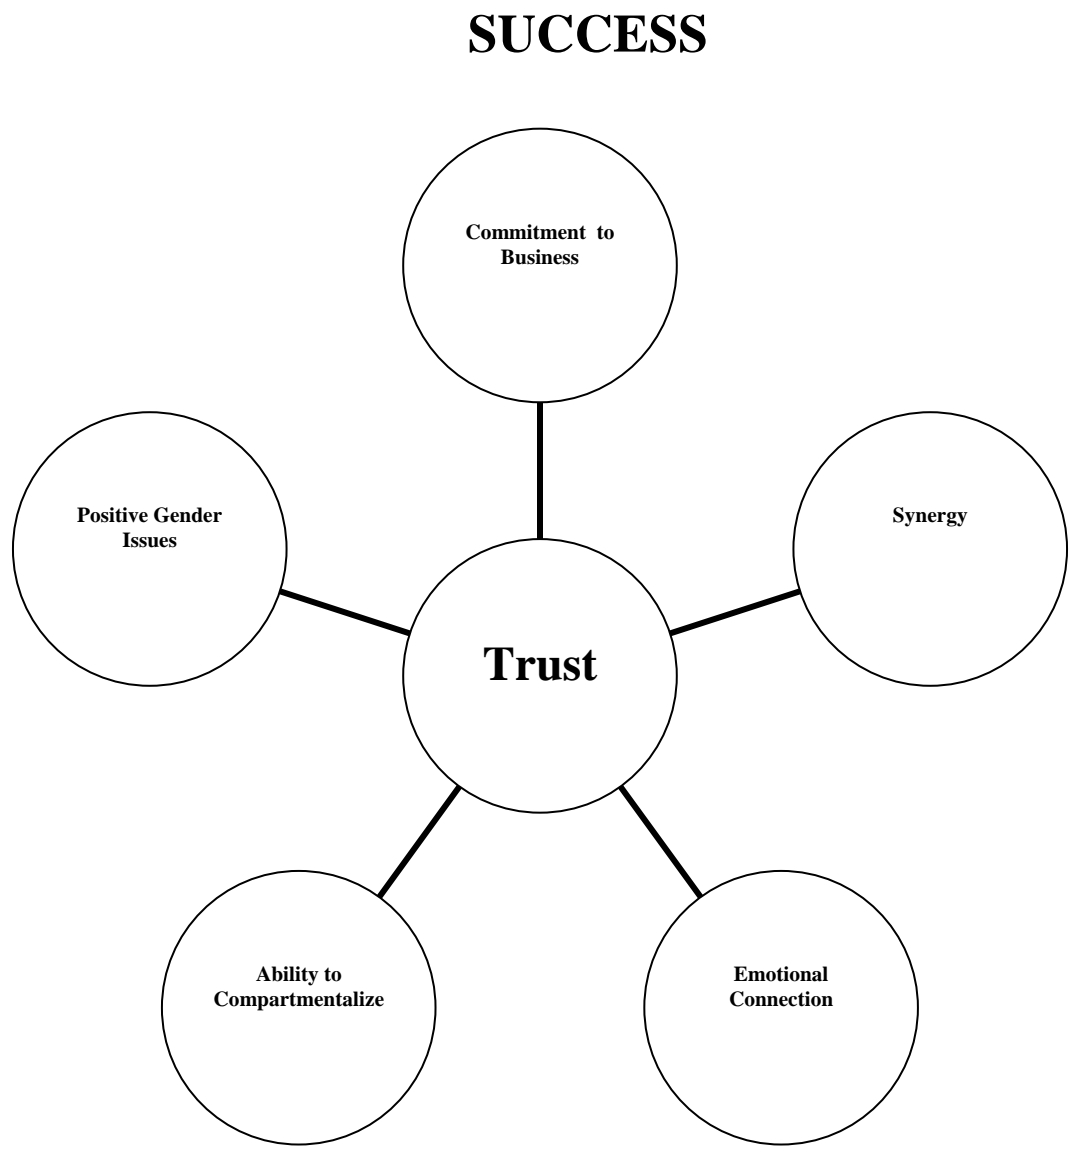 SUCCESS
Commitment  to
Business
Positive Gender
Issues
Synergy
Trust
Ability to
Compartmentalize
Emotional
Connection